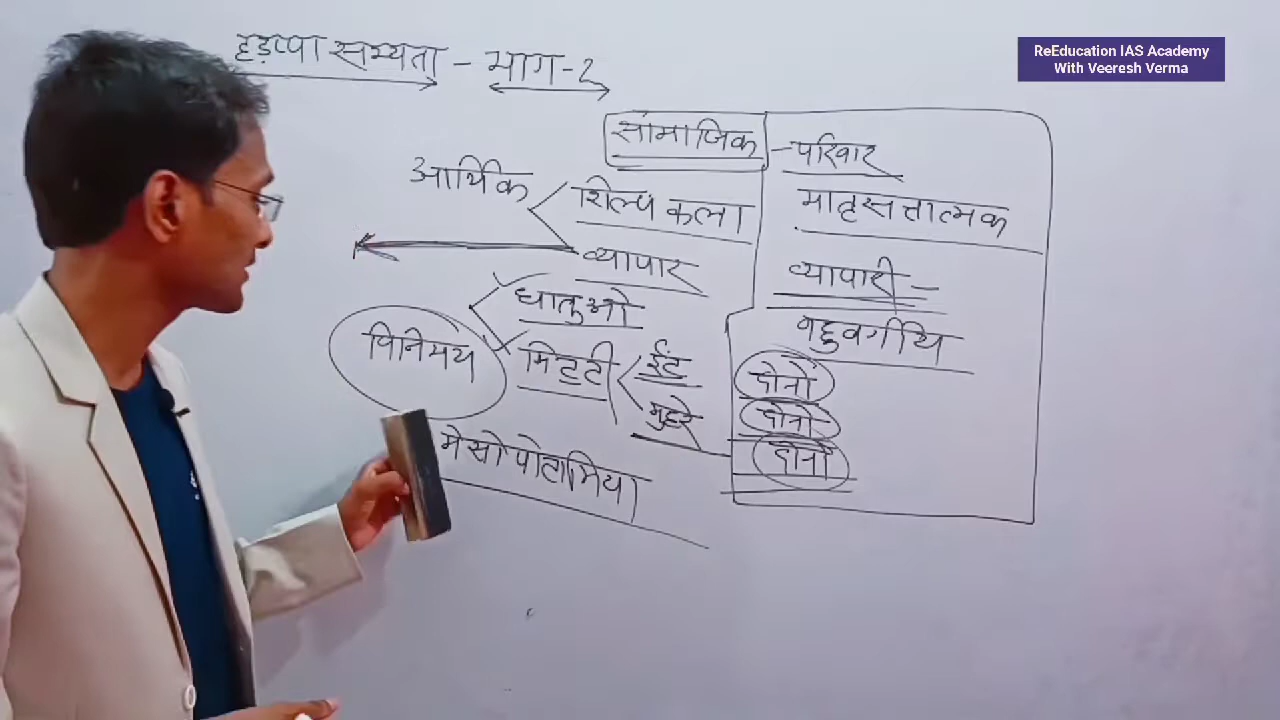 हड़प्पा सभ्यता - भाग-2
ReEducation IAS Academy
With Veeresh Verma
सामाजिक - परिवार
आर्थिक
शिल्प कला
मातृसत्तात्मक
व्यापार
व्यापारी -
धातुओ
बहुवर्गीय
विनिमय
मिट्टी
ईंट
दोनों
मुहरे
दोनो
दोनों
मेसोपोटामिया